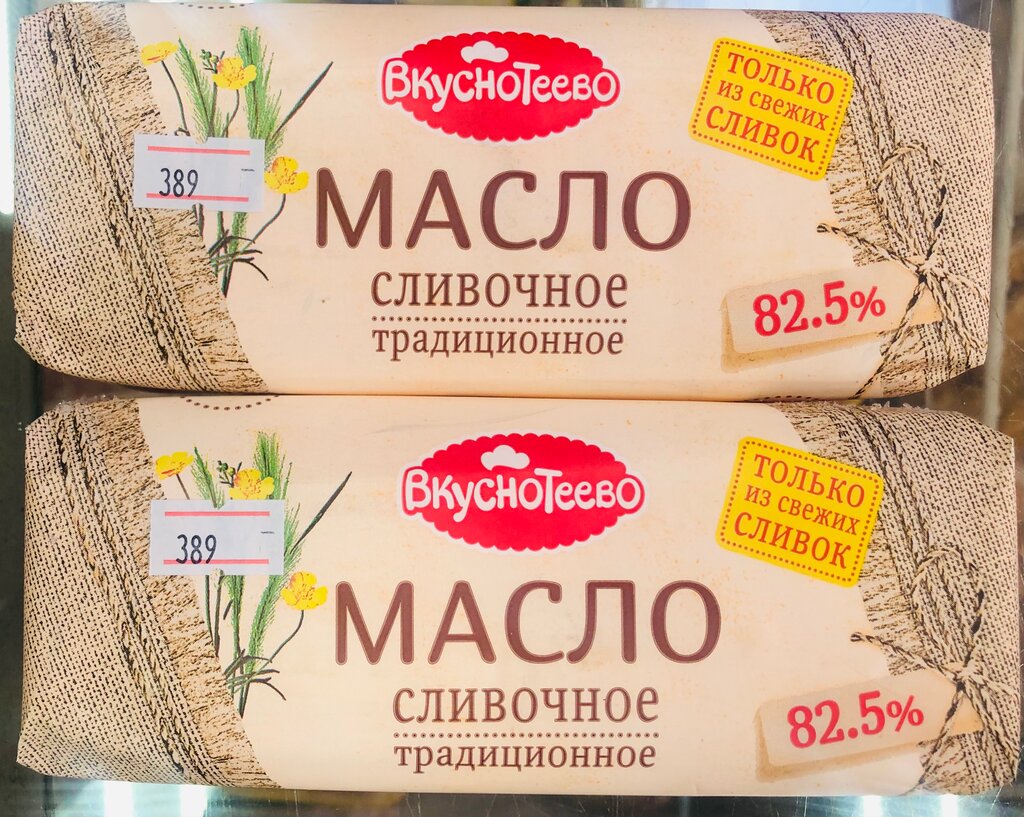 ВКУСНОТЕЕВО
ТОЛЬКО
ИЗ СВЕЖИХ
СЛИВОК
389
МАСЛО
СЛИВОЧНОЕ
традиционное
82.5%
ВКУСНОТЕЕВО
ТОЛЬКО
ИЗ СВЕЖИХ
СЛИВОК
389
МАСЛО
СЛИВОЧНОЕ
традиционное
82.5%